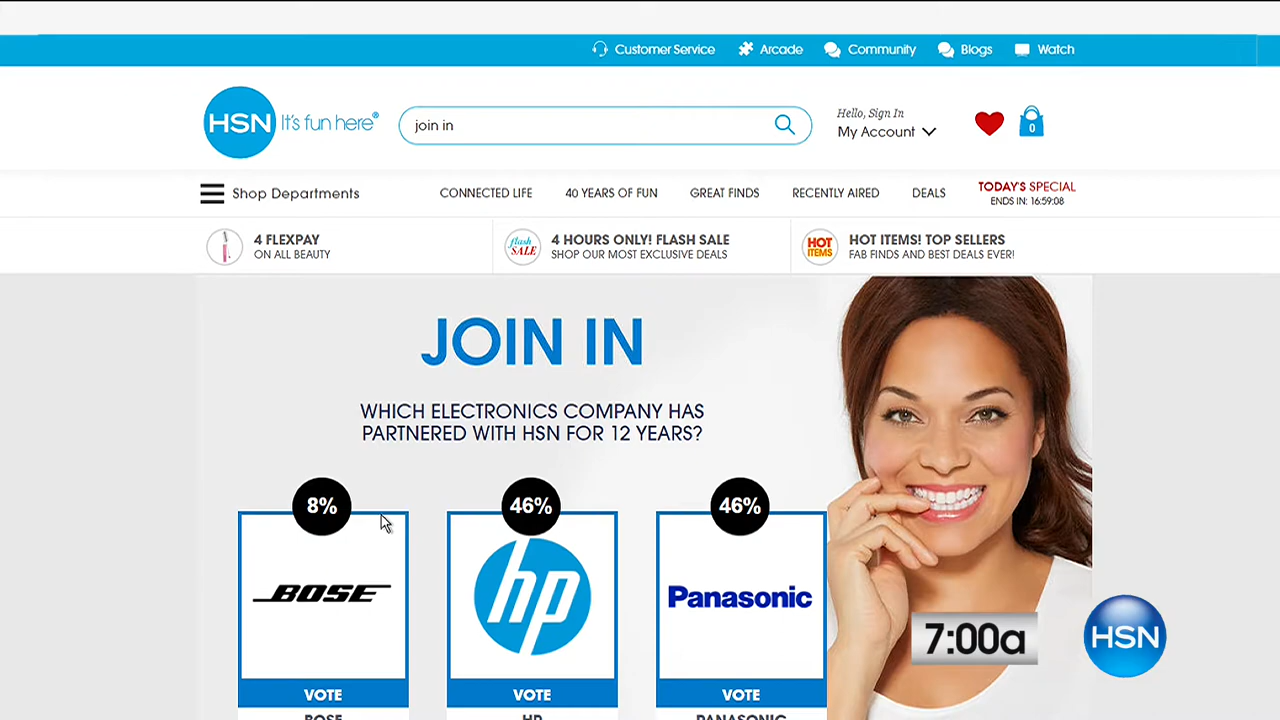 Customer Service Arcade Community Blogs Watch
HSN It's fun here®
join in
Hello, Sign In
My Account
0
Shop Departments
CONNECTED LIFE 40 YEARS OF FUN GREAT FINDS RECENTLY AIRED DEALS
TODAY'S SPECIAL
ENDS IN: 16:59:08
4 FLEXPAY
ON ALL BEAUTY
flash
SALE
4 HOURS ONLY! FLASH SALE
SHOP OUR MOST EXCLUSIVE DEALS
HOT
ITEMS
HOT ITEMS! TOP SELLERS
FAB FINDS AND BEST DEALS EVER!
JOIN IN
WHICH ELECTRONICS COMPANY HAS
PARTNERED WITH HSN FOR 12 YEARS?
8% 46% 46%
BOSE hp Panasonic
VOTE VOTE VOTE
BOSE HP PANASONIC
7:00a
HSN